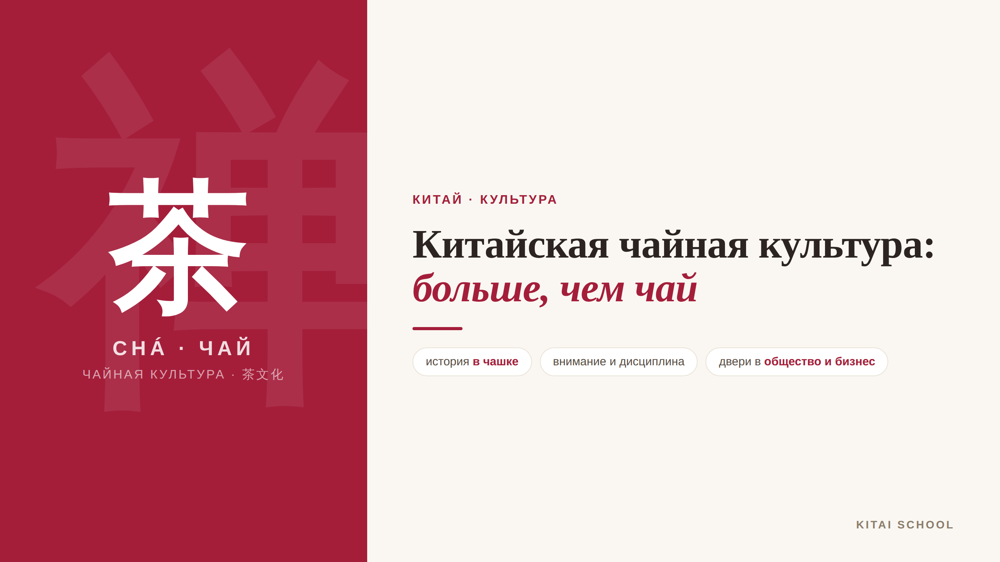 禅
茶
CHÁ · ЧАЙ
ЧАЙНАЯ КУЛЬТУРА · 茶文化
КИТАЙ · КУЛЬТУРА
Китайская чайная культура:
больше, чем чай
история в чашке
внимание и дисциплина
двери в общество и бизнес
KITAI SCHOOL